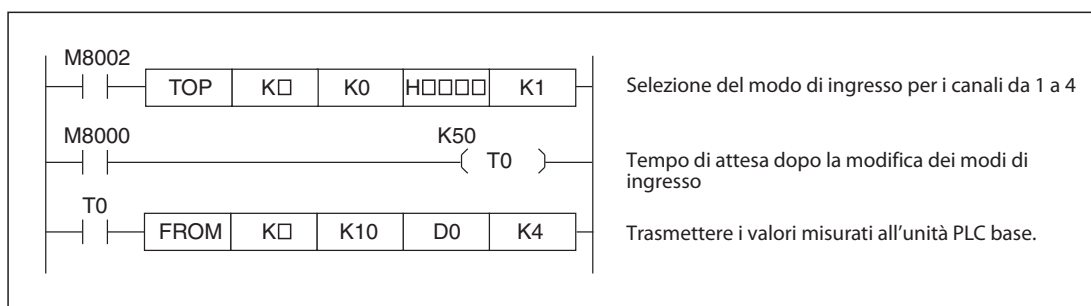 M8002
TOP K□ K0 H□□□□ K1
Selezione del modo di ingresso per i canali da 1 a 4
M8000
K50
T0
Tempo di attesa dopo la modifica dei modi di
ingresso
T0
FROM K□ K10 D0 K4
Trasmettere i valori misurati all'unità PLC base.